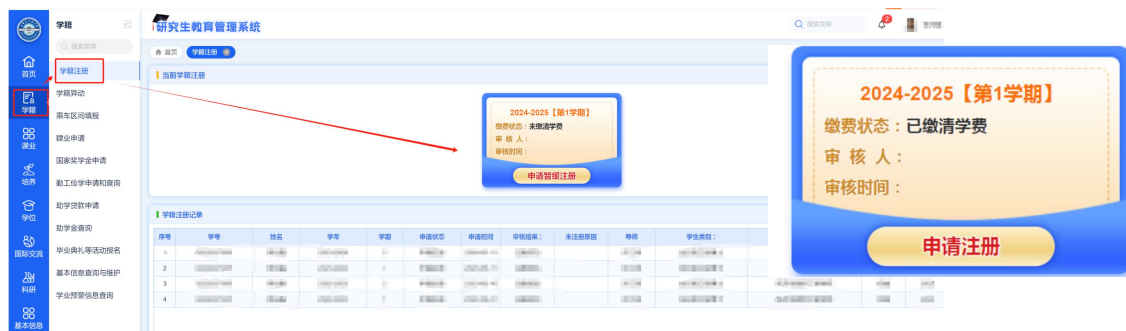 学籍
研究生教育管理系统
搜索菜单
2
搜索菜单
首页
学籍注册
首页
学籍
课业
培养
学位
国际交流
科研
基本信息
学籍注册
学籍异动
乘车区间填报
肄业申请
国家奖学金申请
勤工俭学申请和查询
助学贷款申请
助学金查询
毕业典礼等活动报名
基本信息查询与维护
学业预警信息查询
当前学籍注册
2024-2025【第1学期】
缴费状态：未缴清学费
审 核 人：
审核时间：
申请暂缓注册
2024-2025【第1学期】
缴费状态：已缴清学费
审 核 人：
审核时间：
申请注册
学籍注册记录
序号 学号 姓名 学年 学期 申请状态 申请时间 审核结果： 未注册原因 导师 学生类别：
2
3
4